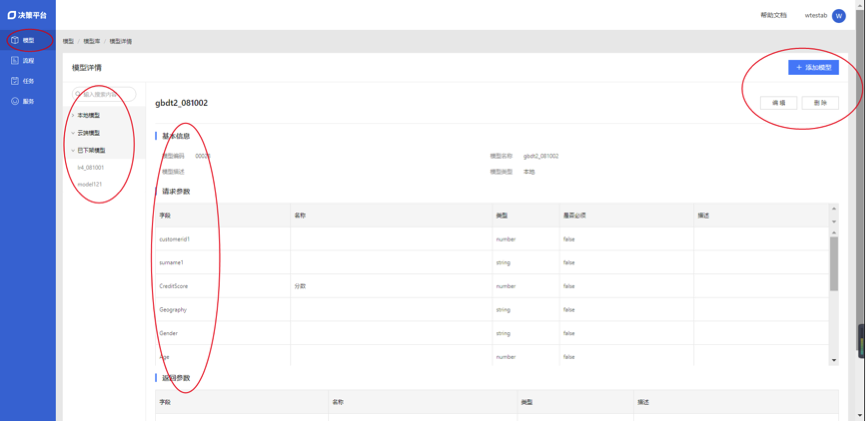 决策平台
帮助文档 wtestab W
模型
流程
任务
服务
模型 / 模型库 / 模型详情
模型详情
+ 添加模型
输入搜索内容
本地模型
云端模型
已下架模型
lr4_081001
model121
gbdt2_081002
编辑 删除
基本信息
模型编码 模型名称 gbdt2_081002
模型描述 模型类型 本地
请求参数
字段 名称 类型 是否必须 描述
customerid1 number false
surname1 string false
CreditScore 分数 number false
Geography string false
Gender string false
Age number false
返回参数
字段 名称 类型 描述